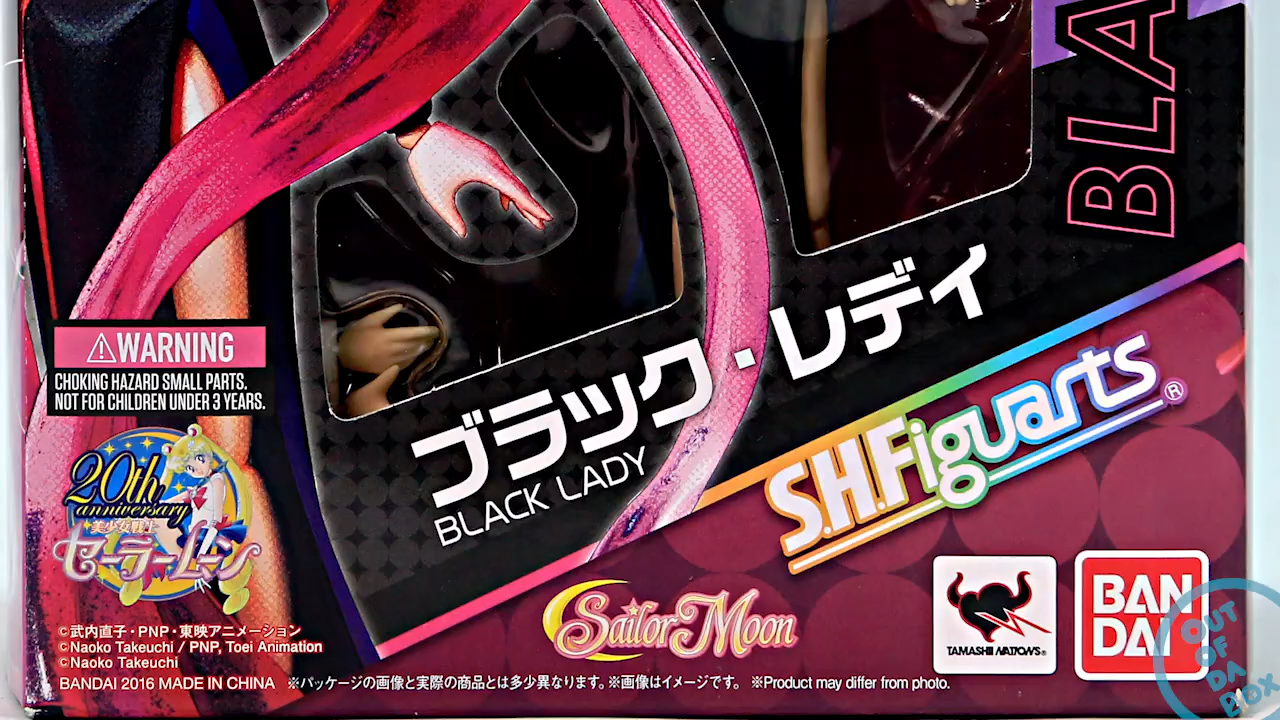 BLA
ブラック・レディ
BLACK LADY
S.H.Figuarts®
⚠WARNING
CHOKING HAZARD SMALL PARTS.
NOT FOR CHILDREN UNDER 3 YEARS.
20th
anniversary
美少女戦士
セーラームーン
Sailor Moon
TAMASHII NATIONS®
BAN
DAI
©武内直子・PNP・東映アニメーション
©Naoko Takeuchi / PNP, Toei Animation
©Naoko Takeuchi
BANDAI 2016 MADE IN CHINA ※パッケージの画像と実際の商品とは多少異なります。※画像はイメージです。 ※Product may differ from photo.
OUT
OF
DA
BOX